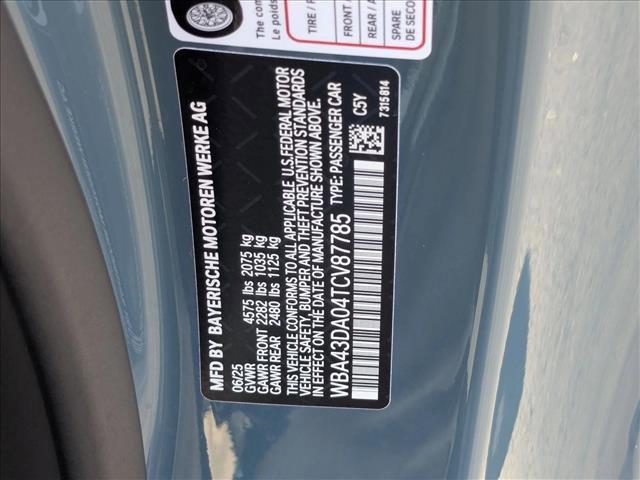 The com
Le poids
TIRE / P
FRONT /
REAR / A
SPARE
DE SECO
MFD BY BAYERISCHE MOTOREN WERKE AG
06/25
GVWR 4575 lbs 2075 kg
GAWR FRONT 2282 lbs 1035 kg
GAWR REAR 2480 lbs 1125 kg
THIS VEHICLE CONFORMS TO ALL APPLICABLE U.S. FEDERAL MOTOR
VEHICLE SAFETY, BUMPER AND THEFT PREVENTION STANDARDS
IN EFFECT ON THE DATE OF MANUFACTURE SHOWN ABOVE.
WBA43DA04TCV87785 TYPE: PASSENGER CAR
C5Y
7315814